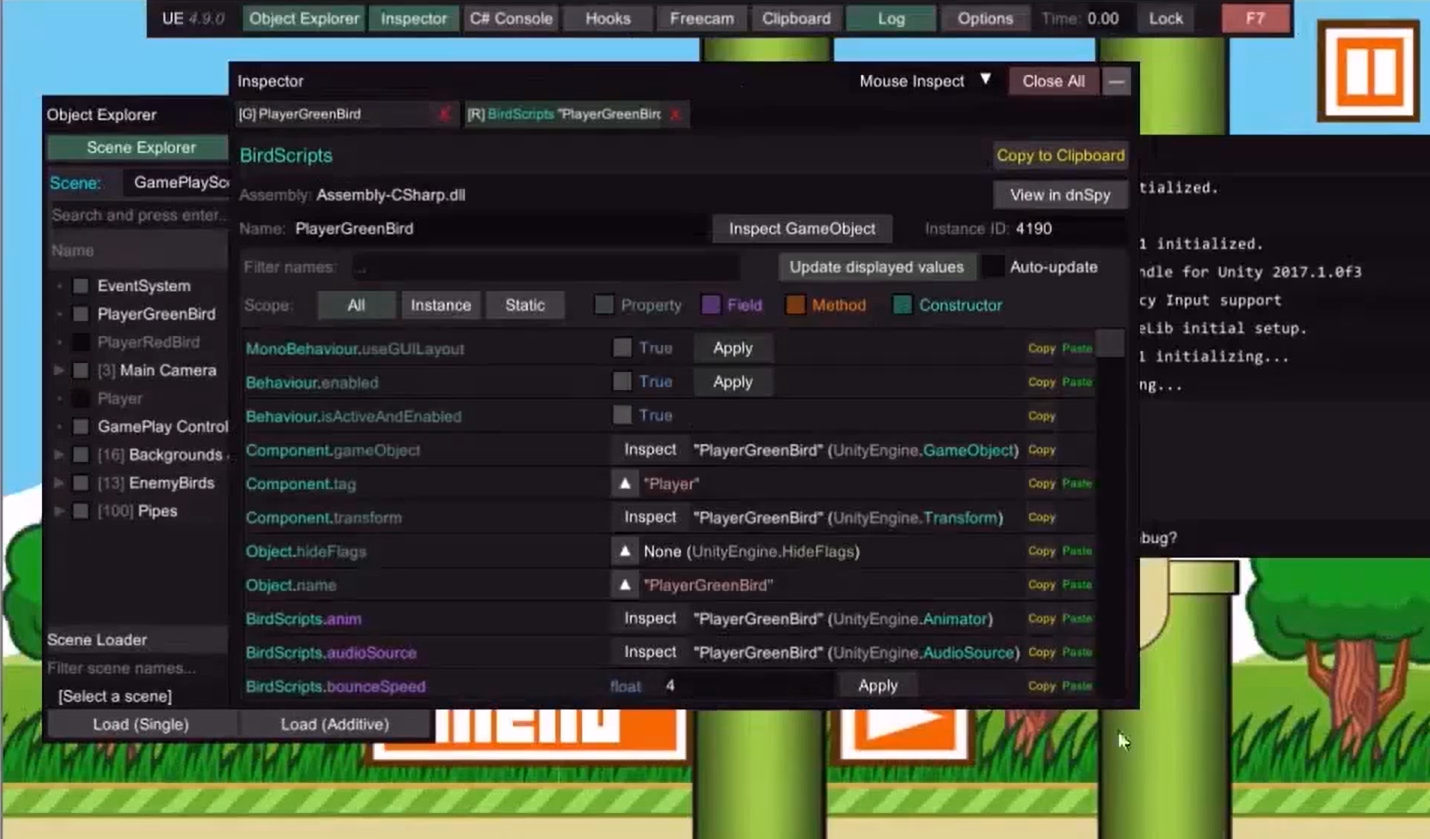 UE 4.9.0 Object Explorer Inspector C# Console Hooks Freecam Clipboard Log Options Time: 0.00 Lock F7
Inspector Mouse Inspect ▼ Close All —
[G] PlayerGreenBird X [R] BirdScripts "PlayerGreenBird X
BirdScripts Copy to Clipboard
Assembly: Assembly-CSharp.dll View in dnSpy
Name: PlayerGreenBird Inspect GameObject Instance ID: 4190
Filter names: ... Update displayed values Auto-update
Scope: All Instance Static Property Field Method Constructor
MonoBehaviour.useGUILayout True Apply Copy Paste
Behaviour.enabled True Apply Copy Paste
Behaviour.isActiveAndEnabled True Copy
Component.gameObject Inspect "PlayerGreenBird" (UnityEngine.GameObject) Copy
Component.tag ▲ "Player" Copy Paste
Component.transform Inspect "PlayerGreenBird" (UnityEngine.Transform) Copy
Object.hideFlags ▲ None (UnityEngine.HideFlags) Copy Paste
Object.name ▲ "PlayerGreenBird" Copy Paste
BirdScripts.anim Inspect "PlayerGreenBird" (UnityEngine.Animator) Copy Paste
BirdScripts.audioSource Inspect "PlayerGreenBird" (UnityEngine.AudioSource) Copy Paste
BirdScripts.bounceSpeed float 4 Apply Copy Paste
Object Explorer
Scene Explorer
Scene: GamePlaySc
Search and press enter...
Name
EventSystem
PlayerGreenBird
PlayerRedBird
[3] Main Camera
Player
GamePlay Control
[16] Backgrounds
[13] EnemyBirds
[100] Pipes
Scene Loader
Filter scene names...
[Select a scene]
Load (Single) Load (Additive)
tialized.
1 initialized.
ndle for Unity 2017.1.0f3
cy Input support
eLib initial setup.
1 initializing...
ng...
bug?
MENU